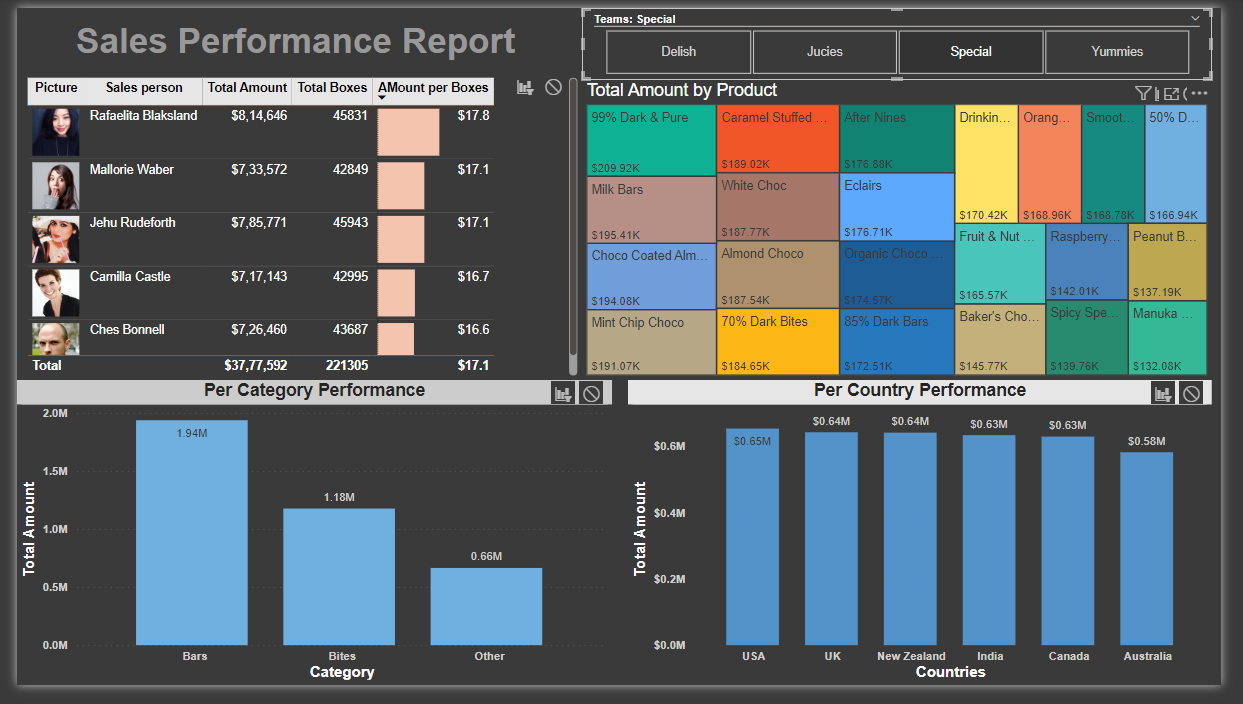 Sales Performance Report
Teams: Special
Delish Jucies Special Yummies
Picture Sales person Total Amount Total Boxes AMount per Boxes
Rafaelita Blaksland $8,14,646 45831 $17.8
Mallorie Waber $7,33,572 42849 $17.1
Jehu Rudeforth $7,85,771 45943 $17.1
Camilla Castle $7,17,143 42995 $16.7
Ches Bonnell $7,26,460 43687 $16.6
Total $37,77,592 221305 $17.1
Total Amount by Product
99% Dark & Pure
$209.92K
Milk Bars
$195.41K
Choco Coated Alm...
$194.08K
Mint Chip Choco
$191.07K
Caramel Stuffed ...
$189.02K
White Choc
$187.77K
Almond Choco
$187.54K
70% Dark Bites
$184.65K
After Nines
$176.88K
Eclairs
$176.71K
Organic Choco ...
$174.57K
85% Dark Bars
$172.51K
Drinkin...
$170.42K
Orang...
$168.96K
Smoot...
$168.78K
50% D...
$166.94K
Fruit & Nut ...
$165.57K
Baker's Cho...
$145.77K
Raspberry...
$142.01K
Spicy Spe...
$139.76K
Peanut B...
$137.19K
Manuka ...
$132.08K
Per Category Performance
Total Amount
2.0M
1.5M
1.0M
0.5M
0.0M
1.94M
1.18M
0.66M
Bars Bites Other
Category
Per Country Performance
Total Amount
$0.6M
$0.4M
$0.2M
$0.0M
$0.65M
$0.64M
$0.64M
$0.63M
$0.63M
$0.58M
USA UK New Zealand India Canada Australia
Countries